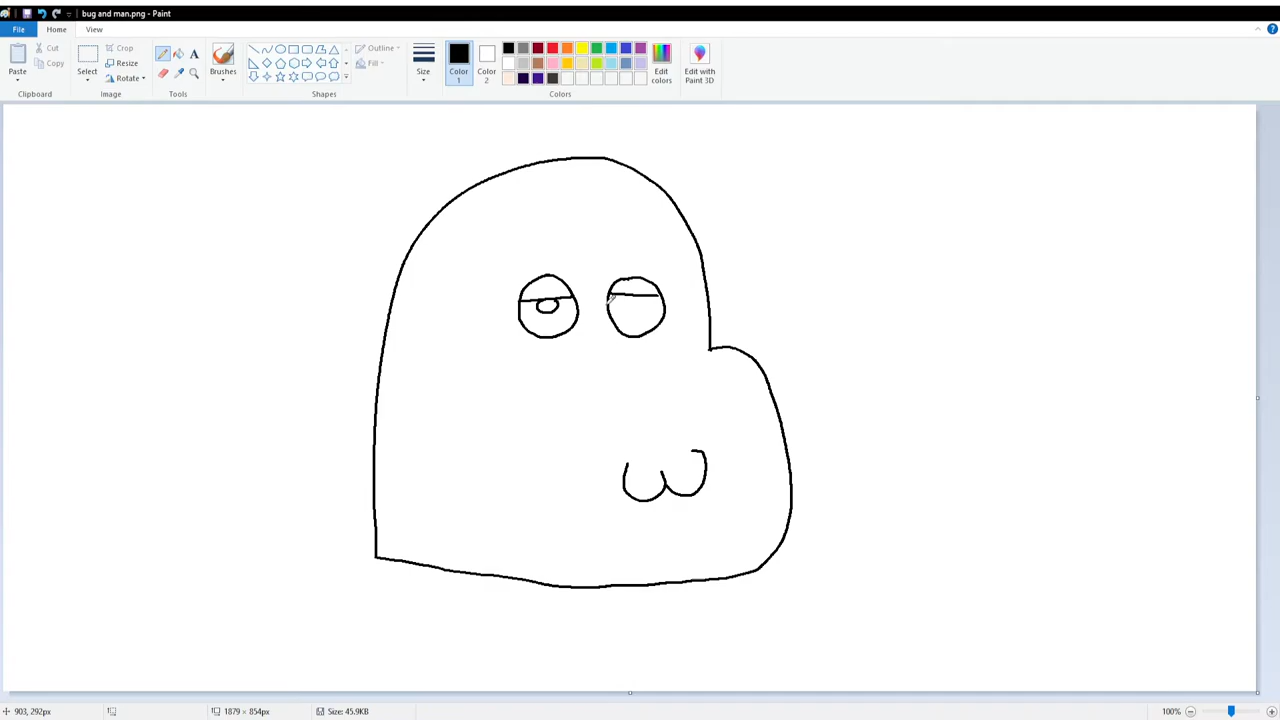 bug and man.png - Paint
File Home View
Paste Cut Copy Clipboard
Select Crop Resize Rotate Image
A Tools
Brushes
Shapes Outline Fill
Size
Color 1 Color 2 Edit colors Colors
Edit with Paint 3D
903, 292px 1879 × 854px Size: 45.9KB 100%